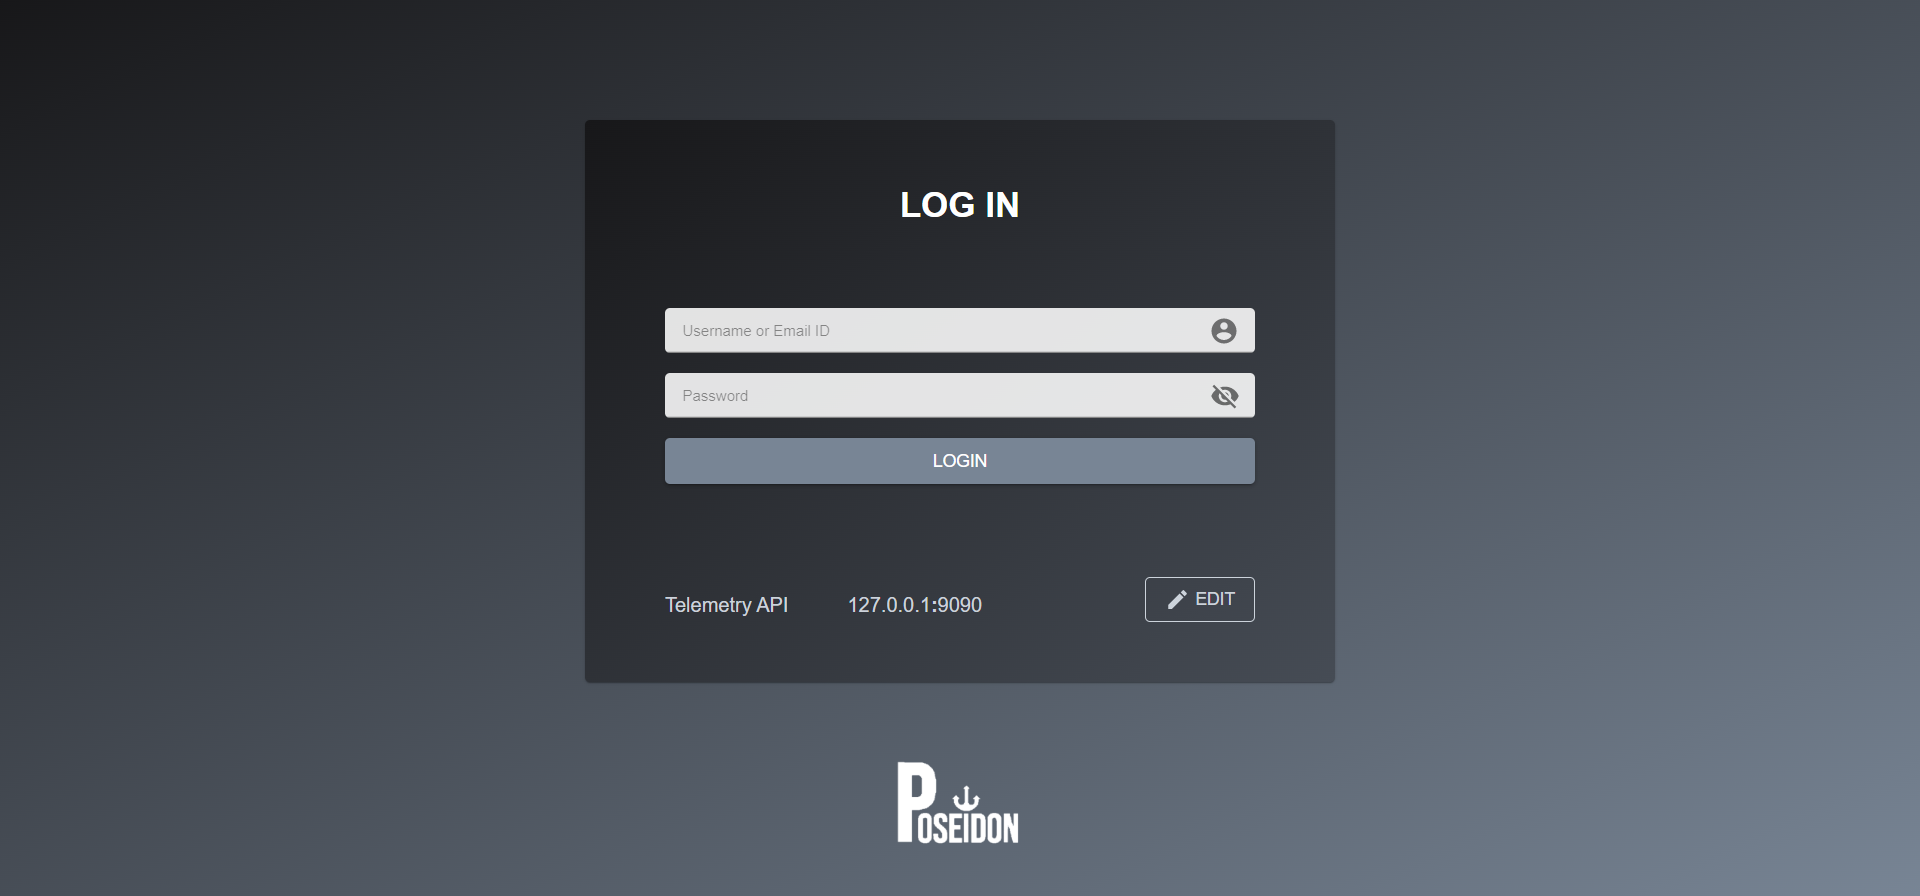 LOG IN
Username or Email ID
Password
LOGIN
Telemetry API 127.0.0.1:9090 EDIT
POSEIDON